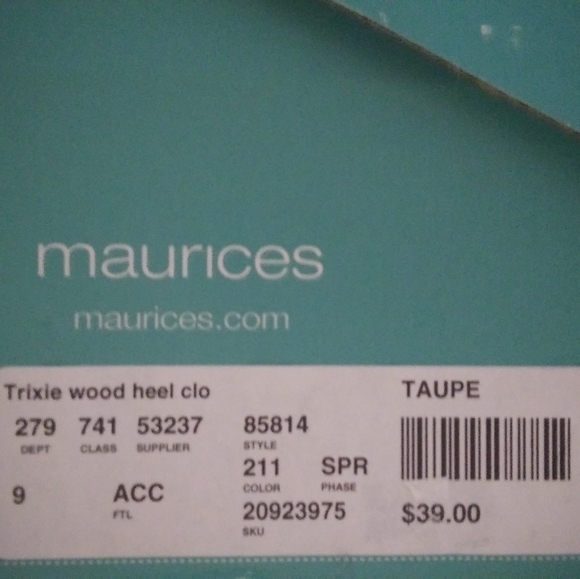 maurices
maurices.com
Trixie wood heel clo TAUPE
279 741 53237 85814
DEPT CLASS SUPPLIER STYLE
211 SPR
COLOR PHASE
9 ACC
FTL
20923975 $39.00
SKU